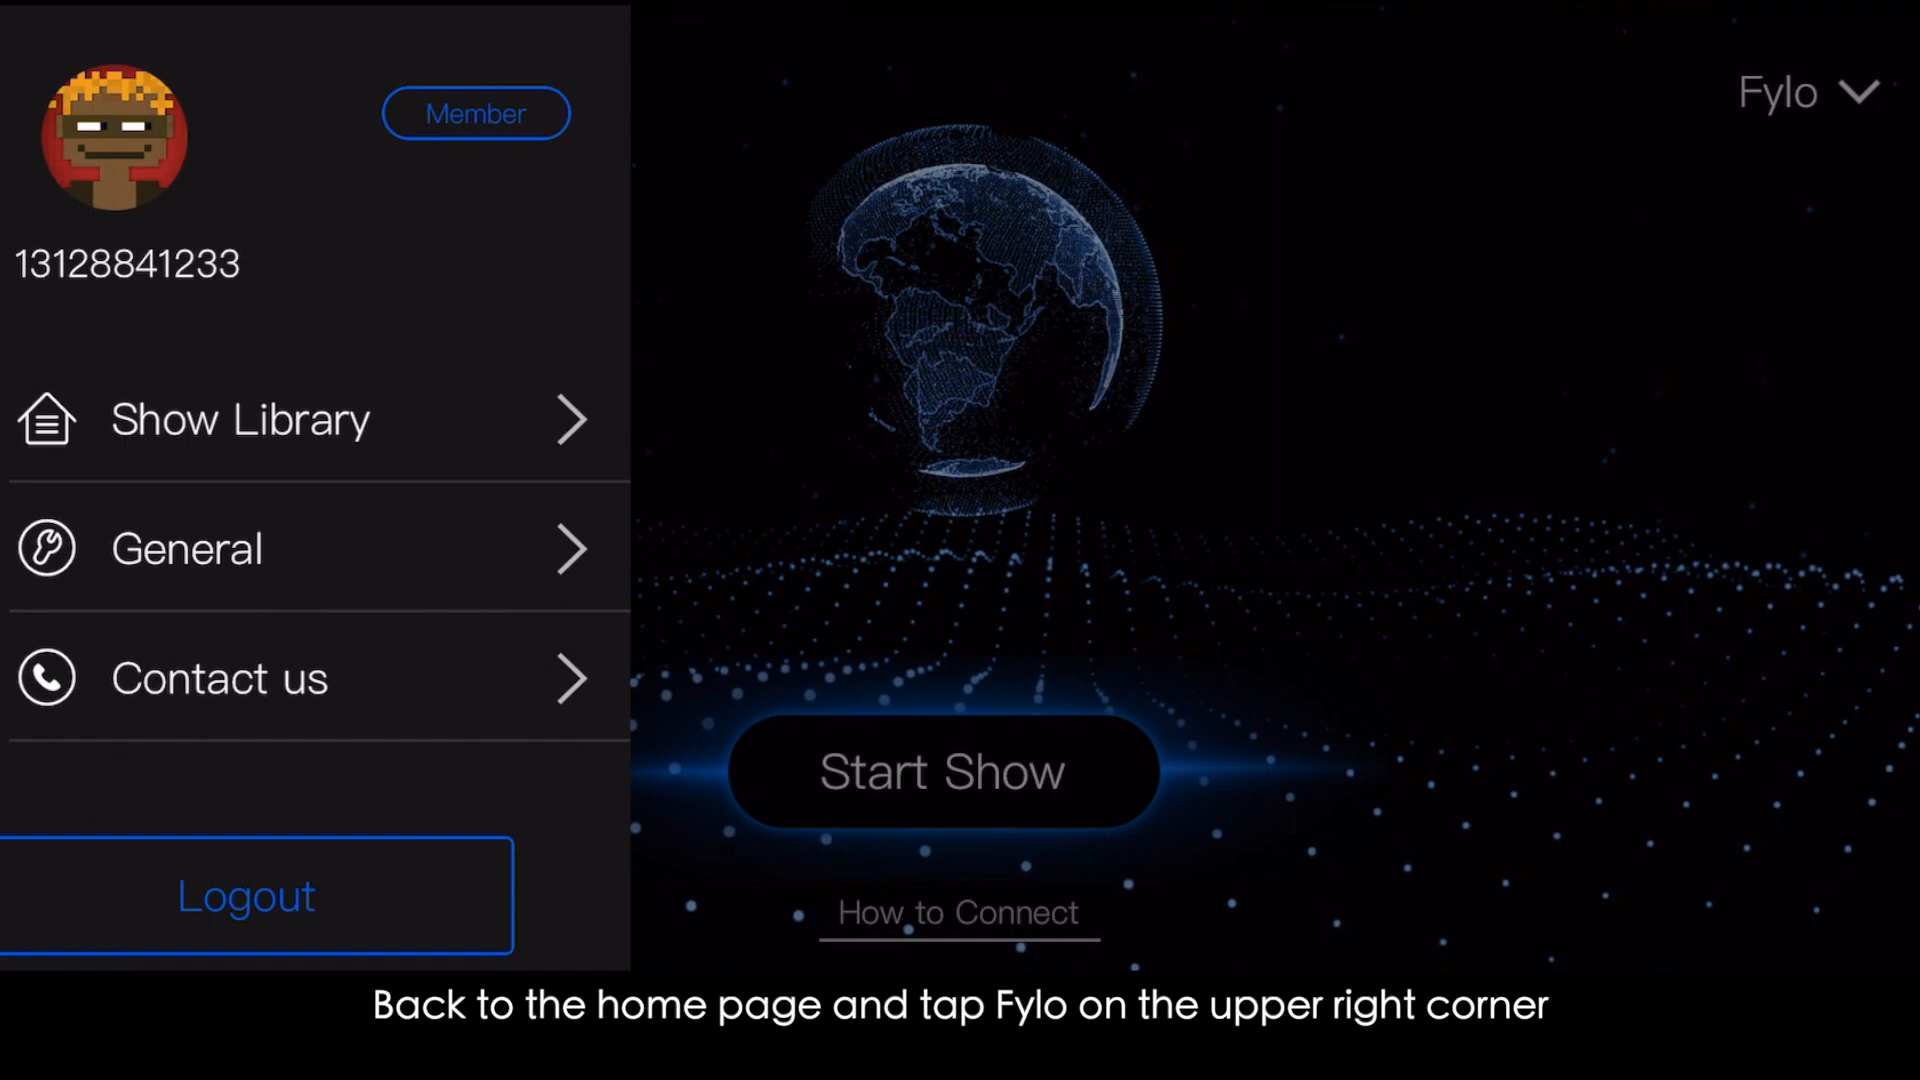 Member
Fylo
13128841233
Show Library
General
Contact us
Start Show
Logout
How to Connect
Back to the home page and tap Fylo on the upper right corner